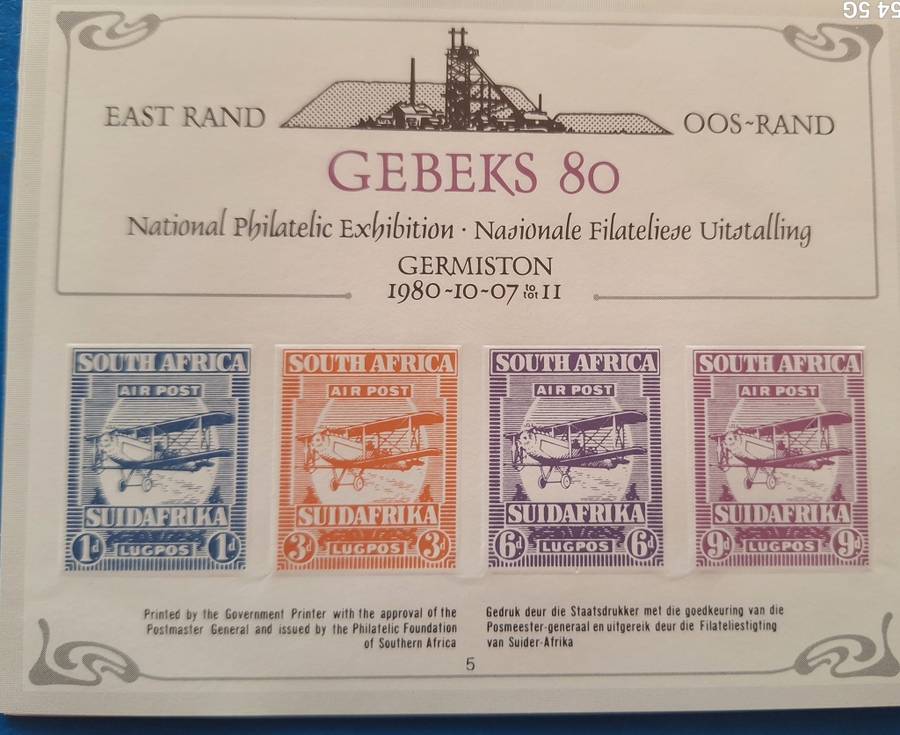 54 5G
EAST RAND
OOS~RAND
GEBEKS 80
National Philatelic Exhibition · Nasionale Filateliese Uitstalling
GERMISTON
1980~10~07 to tot 11
SOUTH AFRICA
AIR POST
SUIDAFRIKA
1d LUGPOS 1d
SOUTH AFRICA
AIR POST
SUIDAFRIKA
3d LUGPOS 3d
SOUTH AFRICA
AIR POST
SUIDAFRIKA
6d LUGPOS 6d
SOUTH AFRICA
AIR POST
SUIDAFRIKA
9d LUGPOS 9d
Printed by the Government Printer with the approval of the
Postmaster General and issued by the Philatelic Foundation
of Southern Africa
Gedruk deur die Staatsdrukker met die goedkeuring van die
Posmeester-generaal en uitgereik deur die Filateliestigting
van Suider-Afrika
5